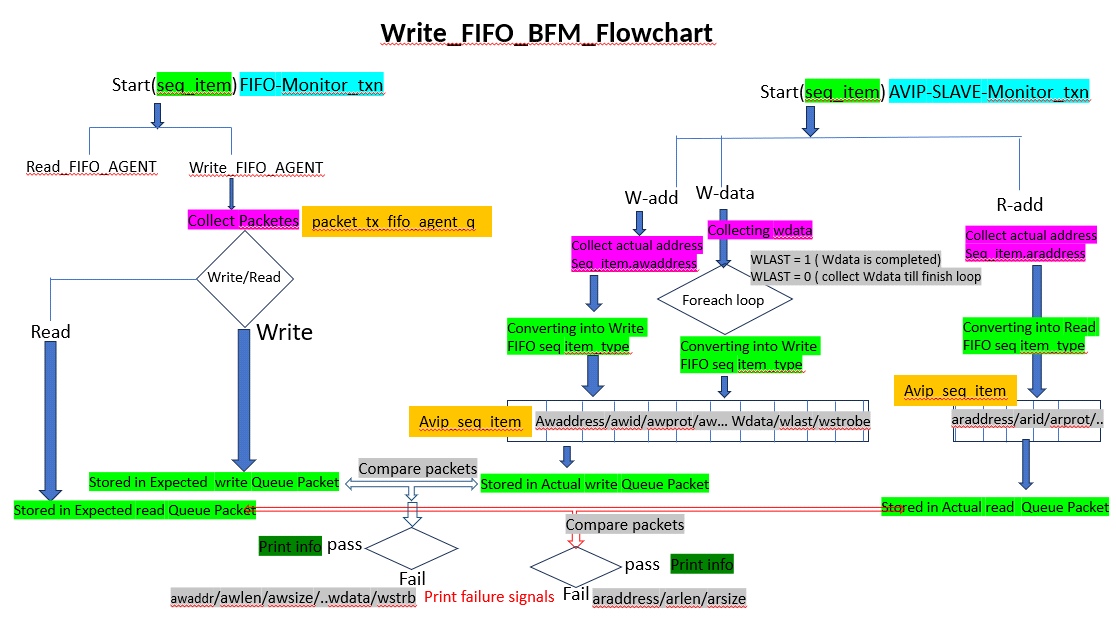 Write_FIFO_BFM_Flowchart
Start(seq_item) FIFO-Monitor_txn
Start(seq_item) AVIP-SLAVE-Monitor_txn
Read_FIFO_AGENT
Write_FIFO_AGENT
Collect Packetes
packet_tx_fifo_agent_q
Write/Read
Read
Write
W-add
W-data
R-add
Collect actual address
Seq_item.awaddress
Collecting wdata
WLAST = 1 ( Wdata is completed)
WLAST = 0 ( collect Wdata till finish loop
Foreach loop
Collect actual address
Seq_item.araddress
Converting into Write
FIFO seq item_type
Converting into Write
FIFO seq item_type
Converting into Read
FIFO seq item_type
Avip_seq_item
Awaddress/awid/awprot/aw... Wdata/wlast/wstrobe
Avip_seq_item
araddress/arid/arprot/..
Compare packets
Stored in Expected write Queue Packet
Stored in Actual write Queue Packet
Stored in Expected read Queue Packet
Stored in Actual read Queue Packet
Compare packets
Print info
pass
Fail
pass
Print info
awaddr/awlen/awsize/..wdata/wstrb
Print failure signals
Fail
araddress/arlen/arsize